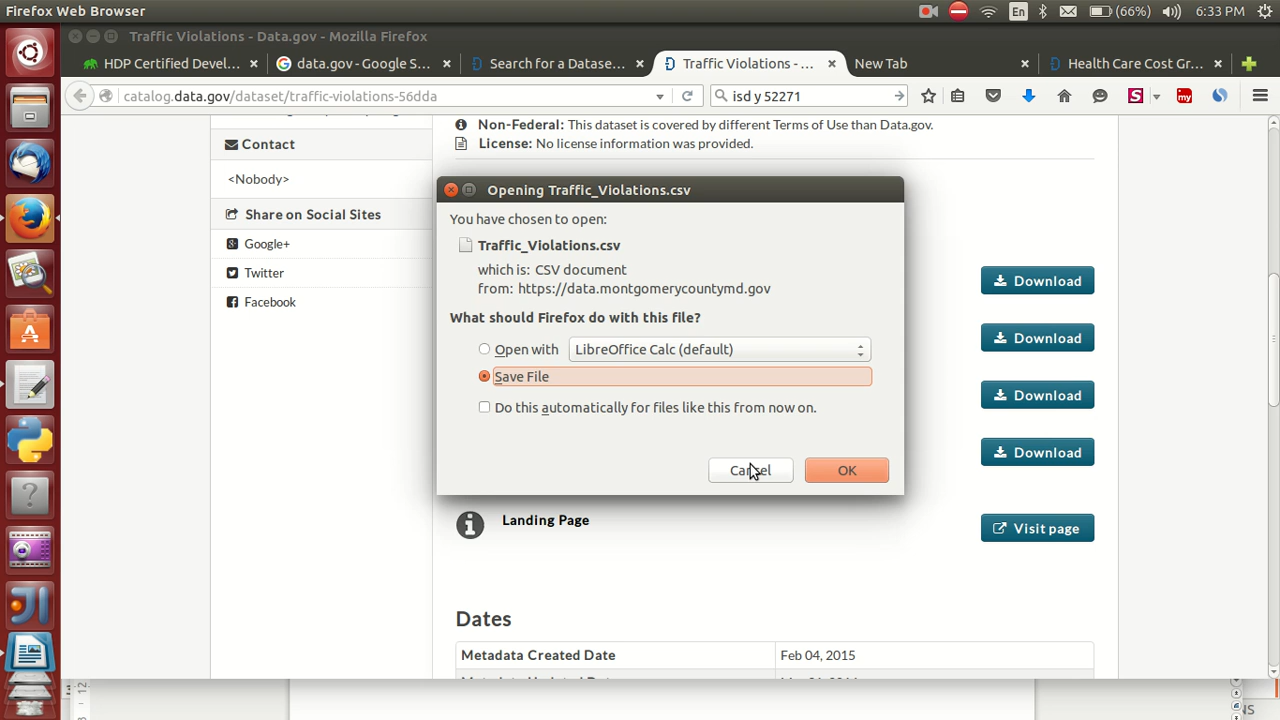 Firefox Web Browser
En
(66%)
6:33 PM
Traffic Violations - Data.gov - Mozilla Firefox
HDP Certified Devel...
data.gov - Google S...
Search for a Datase...
Traffic Violations - ...
New Tab
Health Care Cost Gr...
catalog.data.gov/dataset/traffic-violations-56dda
isd y 52271
Non-Federal: This dataset is covered by different Terms of Use than Data.gov.
License: No license information was provided.
Contact
<Nobody>
Share on Social Sites
Google+
Twitter
Facebook
Opening Traffic_Violations.csv
You have chosen to open:
Traffic_Violations.csv
which is: CSV document
from: https://data.montgomerycountymd.gov
What should Firefox do with this file?
Open with
LibreOffice Calc (default)
Save File
Do this automatically for files like this from now on.
Cancel
OK
Download
Download
Download
Download
Landing Page
Visit page
Dates
Metadata Created Date
Feb 04, 2015